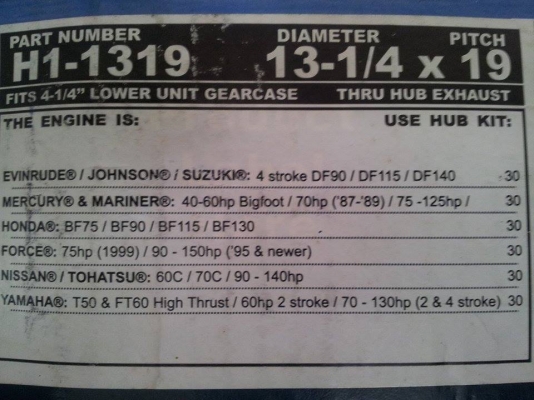 PART NUMBER DIAMETER PITCH
H1-1319 13-1/4 x 19
FITS 4-1/4" LOWER UNIT GEARCASE THRU HUB EXHAUST
THE ENGINE IS: USE HUB KIT:
EVINRUDE® / JOHNSON® / SUZUKI®: 4 stroke DF90 / DF115 / DF140 30
MERCURY® & MARINER®: 40-60hp Bigfoot / 70hp ('87-'89) / 75 -125hp / 30
HONDA®: BF75 / BF90 / BF115 / BF130 30
FORCE®: 75hp (1999) / 90 - 150hp ('95 & newer) 30
NISSAN® / TOHATSU®: 60C / 70C / 90 - 140hp 30
YAMAHA®: T50 & FT60 High Thrust / 60hp 2 stroke / 70 - 130hp (2 & 4 stroke) 30